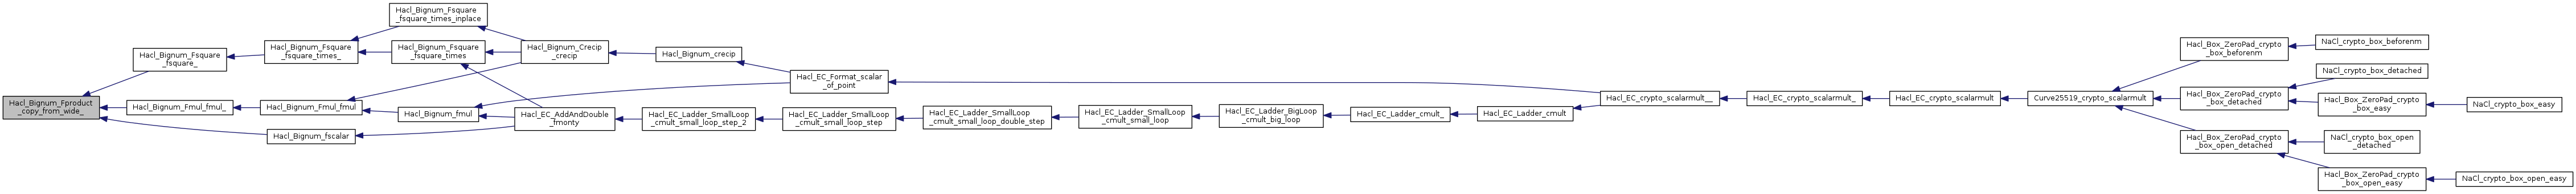 Hacl_Bignum_Fproduct
_copy_from_wide_
Hacl_Bignum_Fsquare
_fsquare_
Hacl_Bignum_Fmul_fmul_
Hacl_Bignum_fscalar
Hacl_Bignum_Fsquare
_fsquare_times_
Hacl_Bignum_Fmul_fmul
Hacl_Bignum_Fsquare
_fsquare_times_inplace
Hacl_Bignum_Fsquare
_fsquare_times
Hacl_Bignum_fmul
Hacl_Bignum_Crecip
_crecip
Hacl_EC_AddAndDouble
_fmonty
Hacl_Bignum_crecip
Hacl_EC_Ladder_SmallLoop
_cmult_small_loop_step_2
Hacl_EC_Format_scalar
_of_point
Hacl_EC_Ladder_SmallLoop
_cmult_small_loop_step
Hacl_EC_Ladder_SmallLoop
_cmult_small_loop_double_step
Hacl_EC_Ladder_SmallLoop
_cmult_small_loop
Hacl_EC_Ladder_BigLoop
_cmult_big_loop
Hacl_EC_Ladder_cmult_
Hacl_EC_Ladder_cmult
Hacl_EC_crypto_scalarmult__
Hacl_EC_crypto_scalarmult_
Hacl_EC_crypto_scalarmult
Curve25519_crypto_scalarmult
Hacl_Box_ZeroPad_crypto
_box_beforenm
Hacl_Box_ZeroPad_crypto
_box_detached
Hacl_Box_ZeroPad_crypto
_box_open_detached
NaCl_crypto_box_beforenm
NaCl_crypto_box_detached
Hacl_Box_ZeroPad_crypto
_box_easy
NaCl_crypto_box_open
_detached
Hacl_Box_ZeroPad_crypto
_box_open_easy
NaCl_crypto_box_easy
NaCl_crypto_box_open_easy